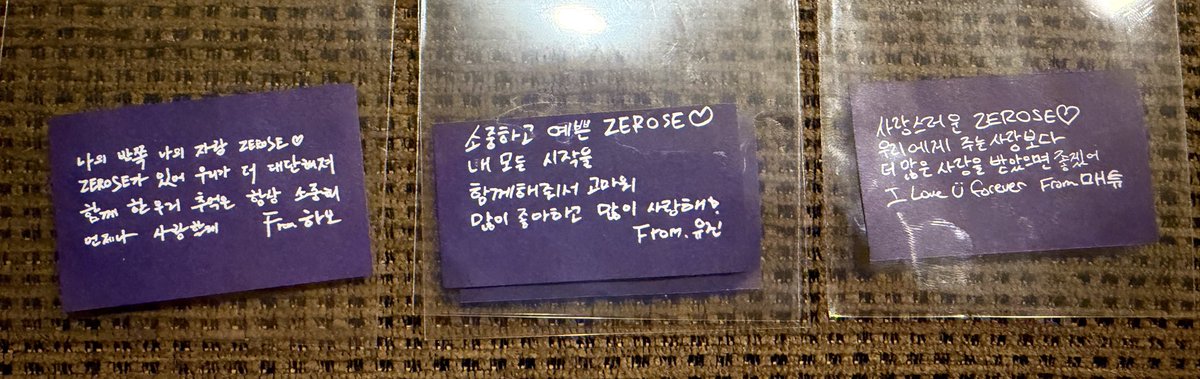 나의 반쪽 나의 자랑 ZEROSE♡
ZEROSE가 있어 우리가 더 대단해져
함께 한 우리 추억은 항상 소중히
언제나 사랑할게 From 하오
소중하고 예쁜 ZEROSE♡
내 모든 시작을
함께해줘서 고마워
많이 좋아하고 많이 사랑해!
From. 유진
사랑스러운 ZEROSE♡
우리에게 주는 사랑보다
더 많은 사랑을 받았으면 좋겠어
I Love U forever From 매튜